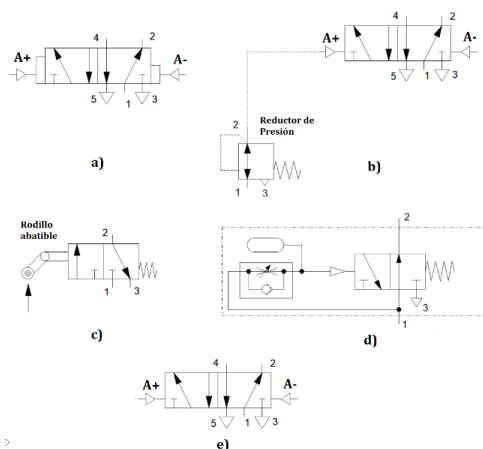 4 2
A+ A-
5 1 3
a)
4 2
A+ A-
5 1 3
b)
Reductor de
Presión
2
1 3
Rodillo
abatible
2
1 3
c)
2
3
1
d)
4 2
A+ A-
5 1 3
e)